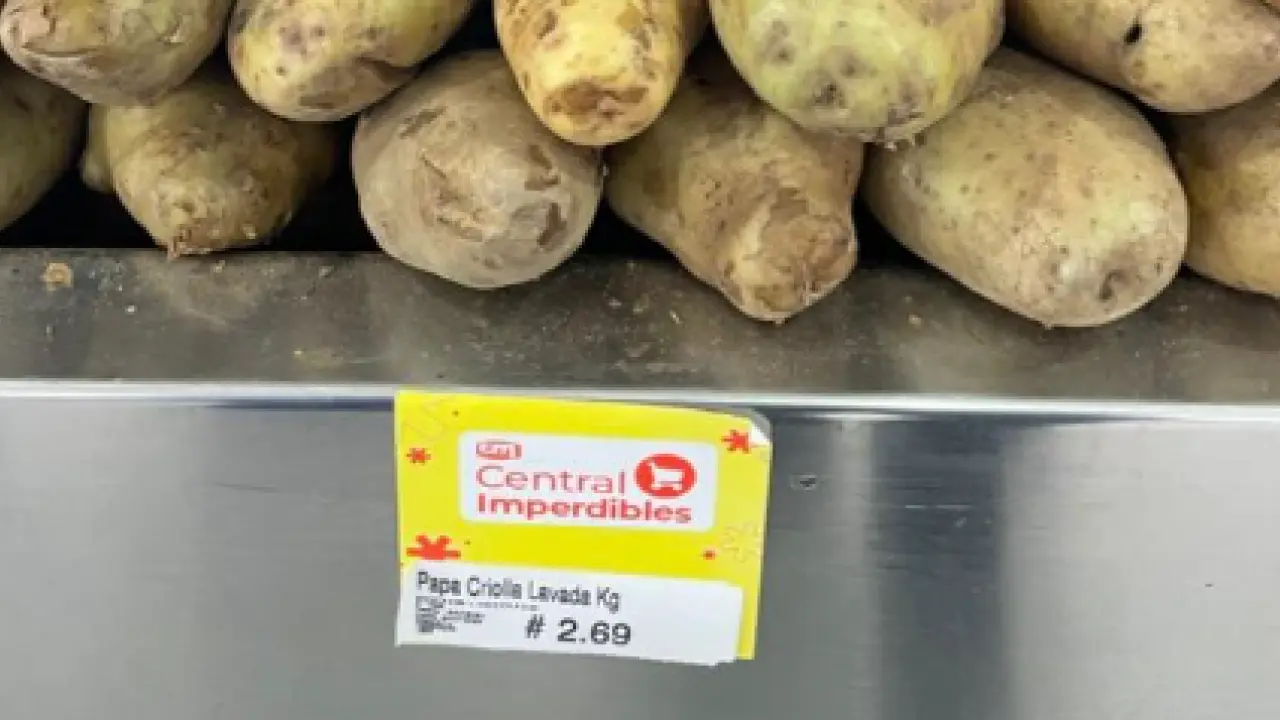 Central
Imperdibles
Papa Criolla Lavada Kg
# 2.69